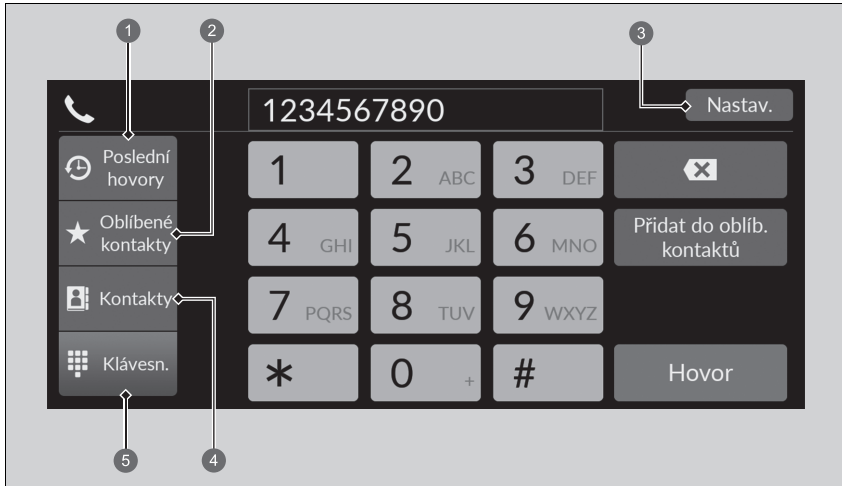 1
2
3
1234567890
Nastav.
Poslední
hovory
1
2 ABC
3 DEF
Oblíbené
kontakty
4 GHI
5 JKL
6 MNO
Přidat do oblíb.
kontaktů
Kontakty
7 PQRS
8 TUV
9 WXYZ
Klávesn.
*
0 +
#
Hovor
5
4